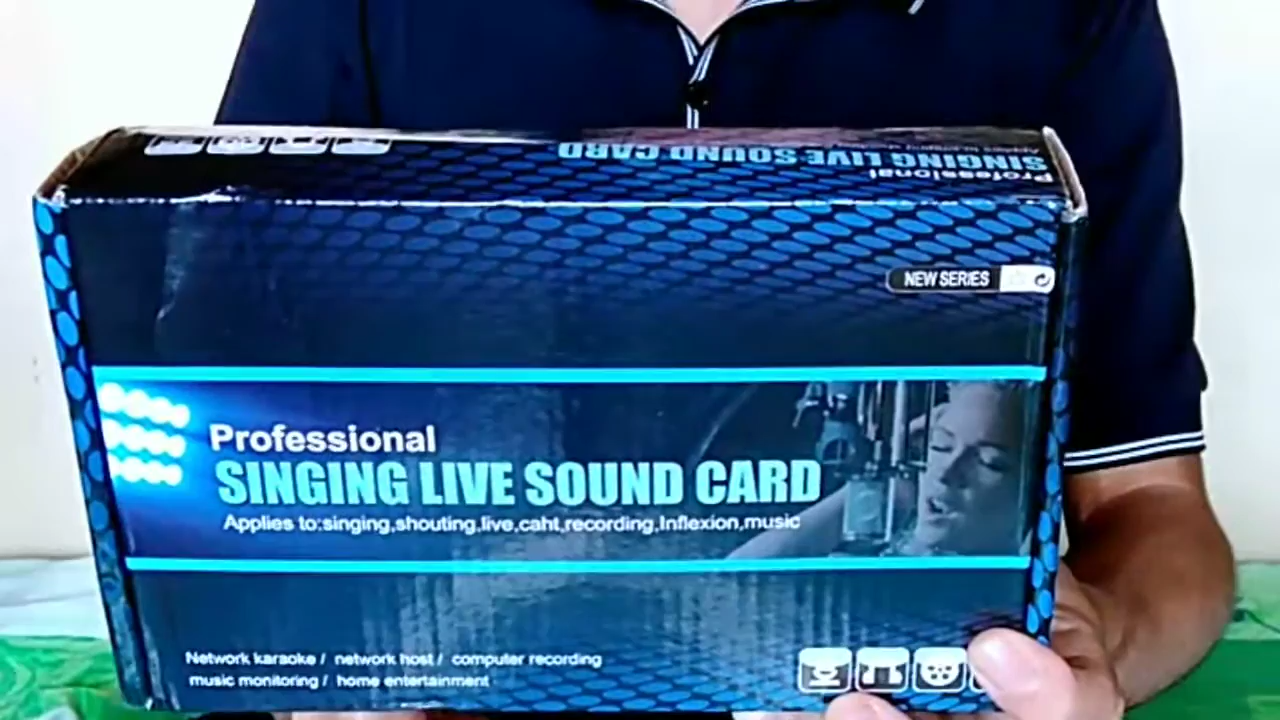 Professional
SINGING LIVE SOUND CARD
NEW SERIES
Professional
SINGING LIVE SOUND CARD
Applies to:singing,shouting,live,caht,recording,Inflexion,music
Network karaoke / network host / computer recording
music monitoring / home entertainment